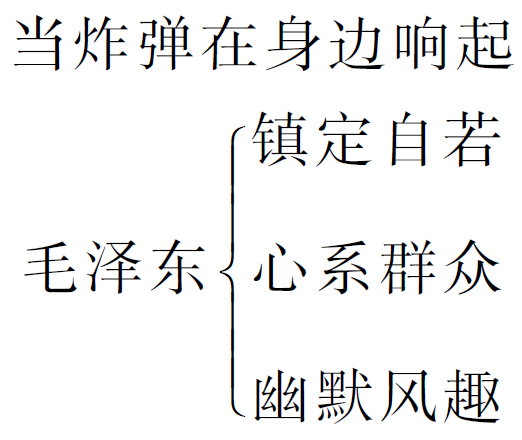 当炸弹在身边响起
镇定自若
毛泽东
心系群众
幽默风趣